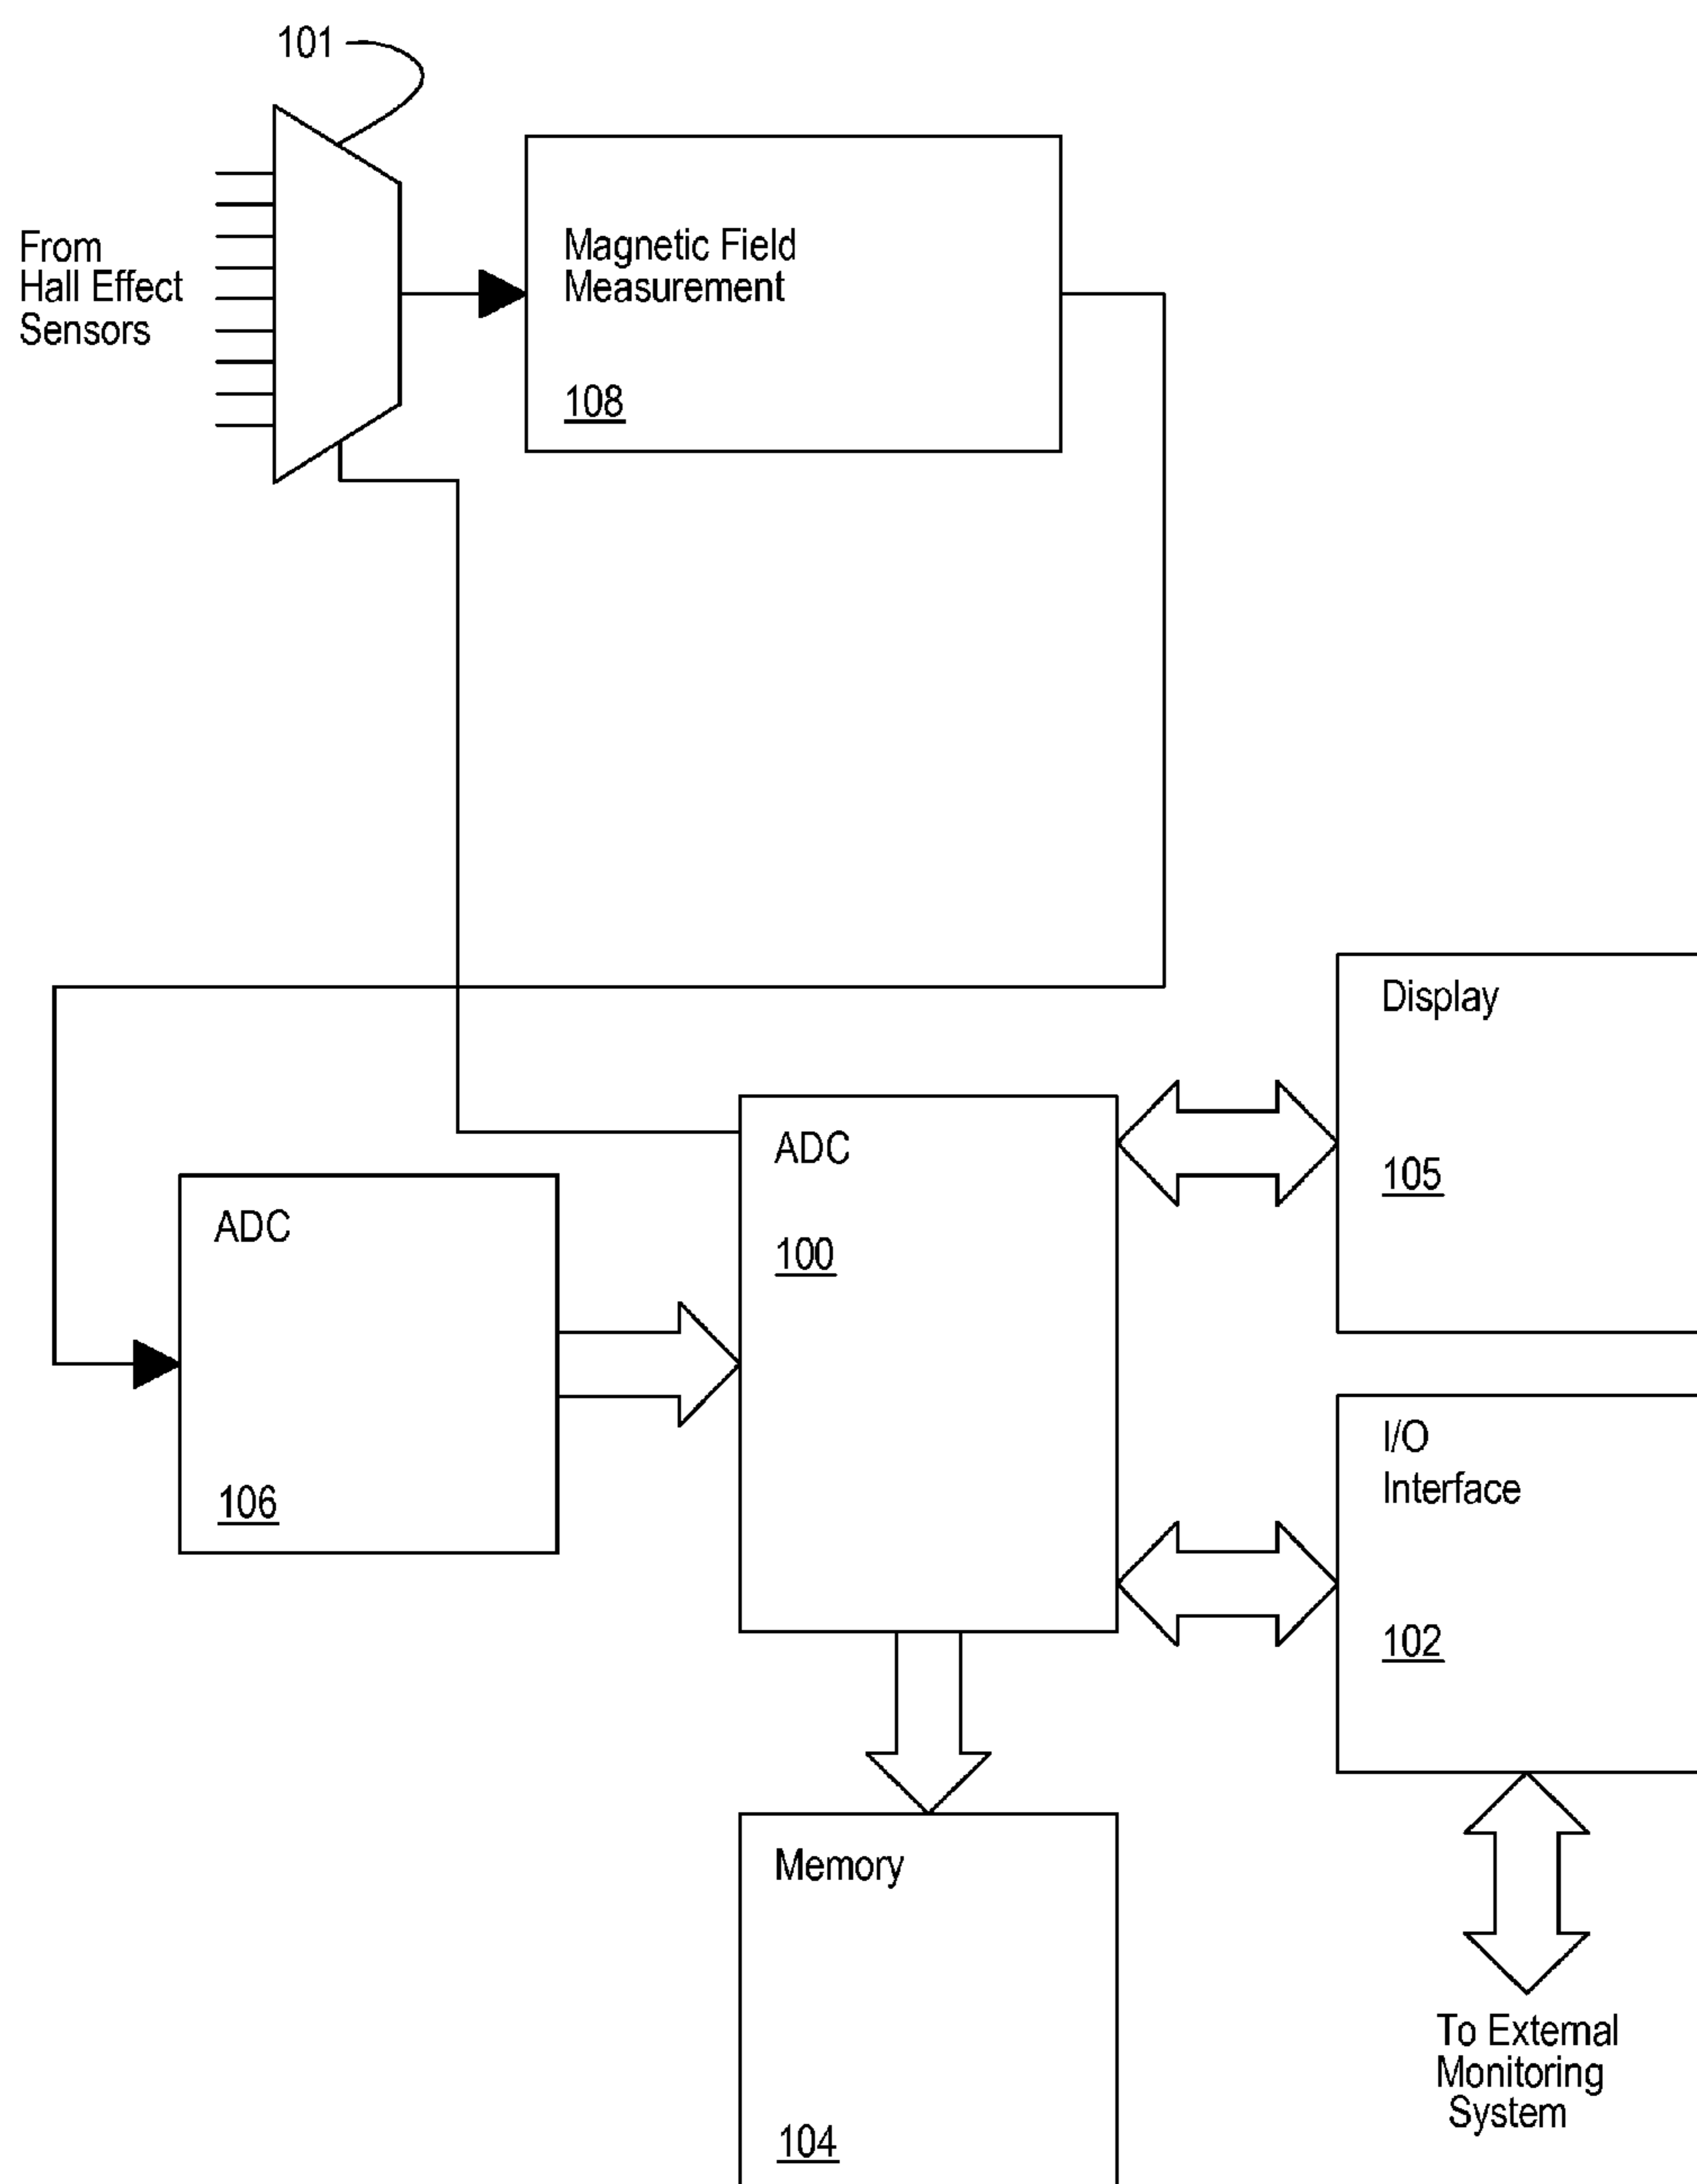 101
From
Hall Effect
Sensors
Magnetic Field
Measurement
108
Display
105
ADC
100
ADC
106
I/O
Interface
102
Memory
104
To External
Monitoring
System